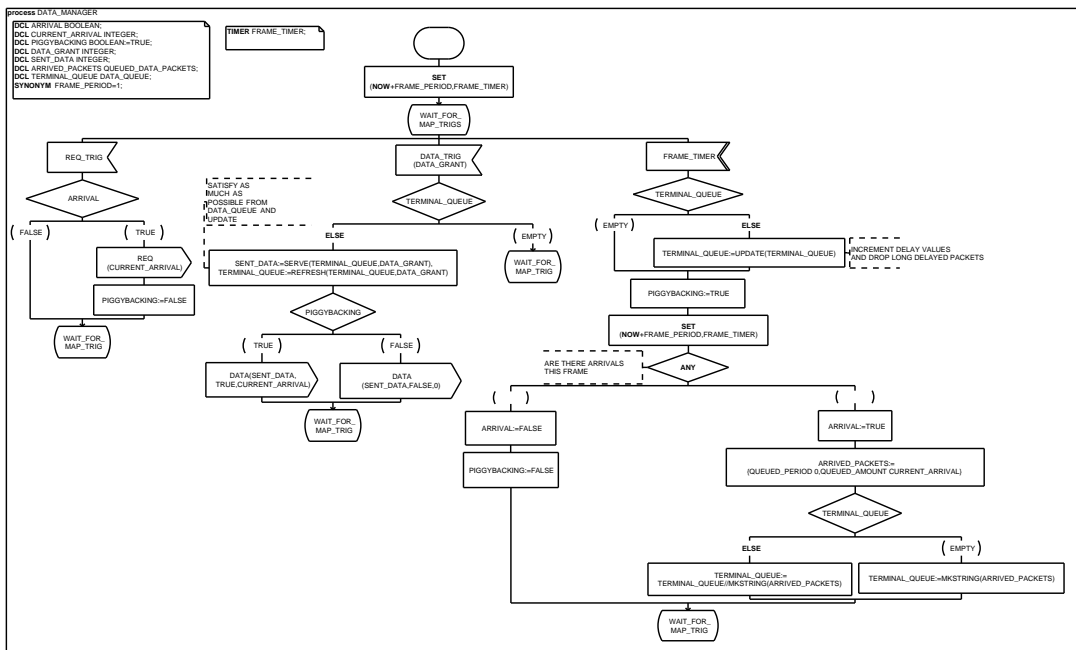 process DATA_MANAGER
DCL ARRIVAL BOOLEAN;
DCL CURRENT_ARRIVAL INTEGER;
DCL PIGGYBACKING BOOLEAN:=TRUE;
DCL DATA_GRANT INTEGER;
DCL SENT_DATA INTEGER;
DCL ARRIVED_PACKETS QUEUED_DATA_PACKETS;
DCL TERMINAL_QUEUE DATA_QUEUE;
SYNONYM FRAME_PERIOD=1;
TIMER FRAME_TIMER;
SET
(NOW+FRAME_PERIOD,FRAME_TIMER)
WAIT_FOR_
MAP_TRIGS
REQ_TRIG
ARRIVAL
( FALSE )
( TRUE )
REQ
(CURRENT_ARRIVAL)
PIGGYBACKING:=FALSE
WAIT_FOR_
MAP_TRIG
DATA_TRIG
(DATA_GRANT)
TERMINAL_QUEUE
SATISFY AS
MUCH AS
POSSIBLE FROM
DATA_QUEUE AND
UPDATE
ELSE
( EMPTY )
SENT_DATA:=SERVE(TERMINAL_QUEUE,DATA_GRANT),
TERMINAL_QUEUE:=REFRESH(TERMINAL_QUEUE,DATA_GRANT)
WAIT_FOR_
MAP_TRIG
PIGGYBACKING
( TRUE )
( FALSE )
DATA(SENT_DATA,
TRUE,CURRENT_ARRIVAL)
DATA
(SENT_DATA,FALSE,0)
WAIT_FOR_
MAP_TRIG
FRAME_TIMER
TERMINAL_QUEUE
( EMPTY )
ELSE
TERMINAL_QUEUE:=UPDATE(TERMINAL_QUEUE)
INCREMENT DELAY VALUES
AND DROP LONG DELAYED PACKETS
PIGGYBACKING:=TRUE
SET
(NOW+FRAME_PERIOD,FRAME_TIMER)
ARE THERE ARRIVALS
THIS FRAME
ANY
( )
( )
ARRIVAL:=FALSE
PIGGYBACKING:=FALSE
ARRIVAL:=TRUE
ARRIVED_PACKETS:=
(QUEUED_PERIOD 0,QUEUED_AMOUNT CURRENT_ARRIVAL)
TERMINAL_QUEUE
ELSE
( EMPTY )
TERMINAL_QUEUE:=
TERMINAL_QUEUE//MKSTRING(ARRIVED_PACKETS)
TERMINAL_QUEUE:=MKSTRING(ARRIVED_PACKETS)
WAIT_FOR_
MAP_TRIG